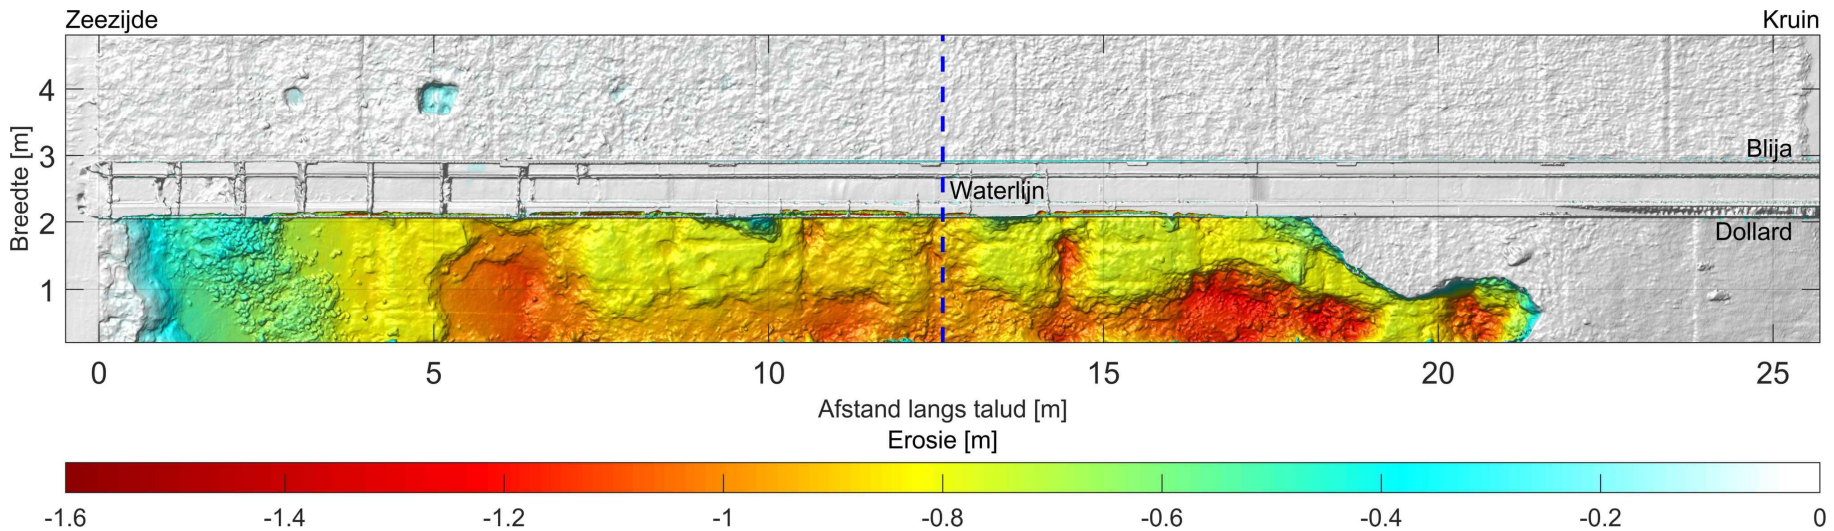 Zeezijde
Kruin
4
3
2
1
Breedte [m]
Blija
Waterlijn
Dollard
0 5 10 15 20 25
Afstand langs talud [m]
Erosie [m]
-1.6 -1.4 -1.2 -1 -0.8 -0.6 -0.4 -0.2 0